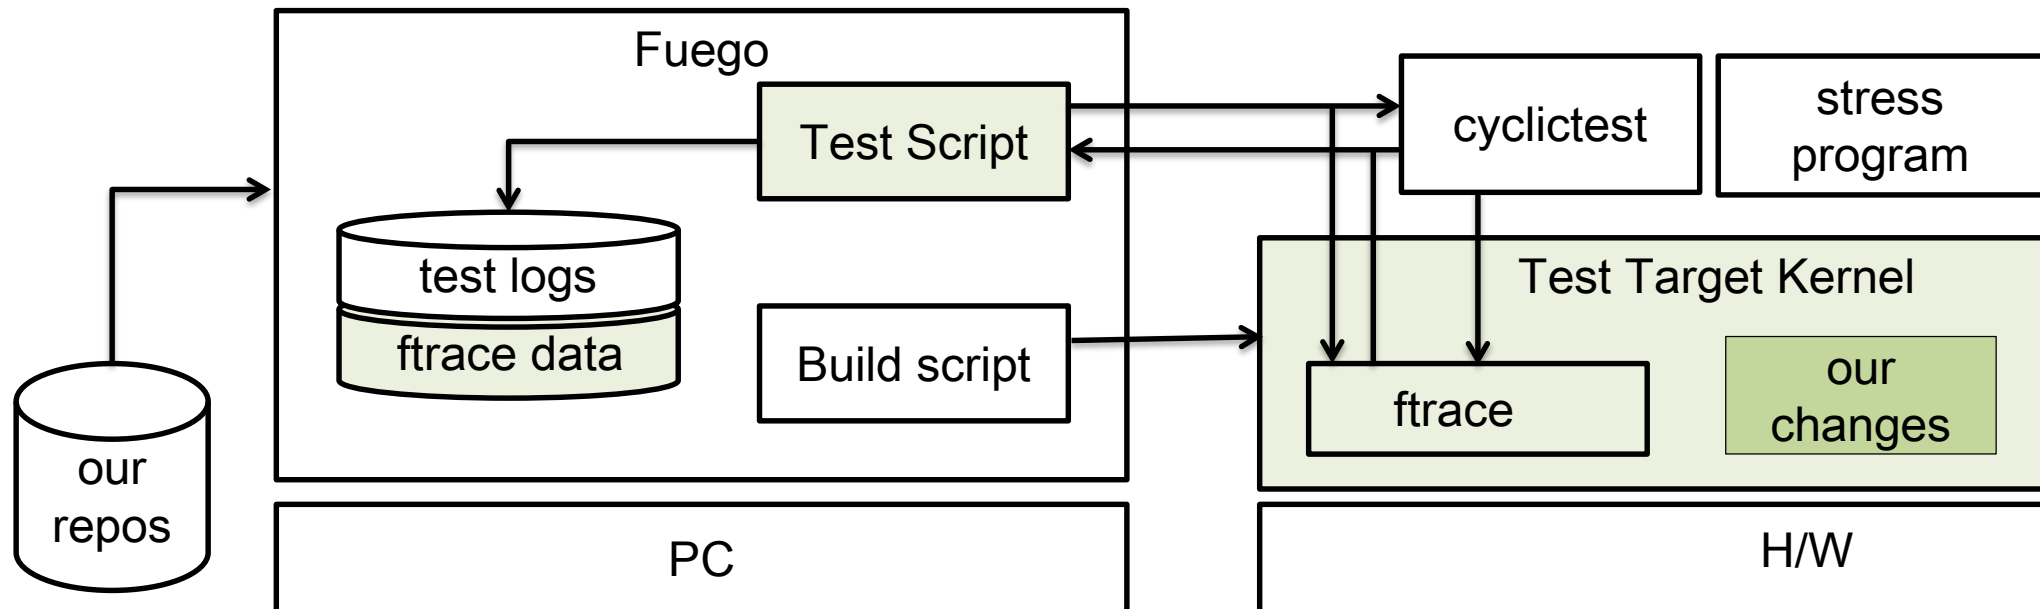 Fuego
Test Script
cyclictest
stress
program
test logs
ftrace data
Build script
Test Target Kernel
ftrace
our
changes
our
repos
PC
H/W